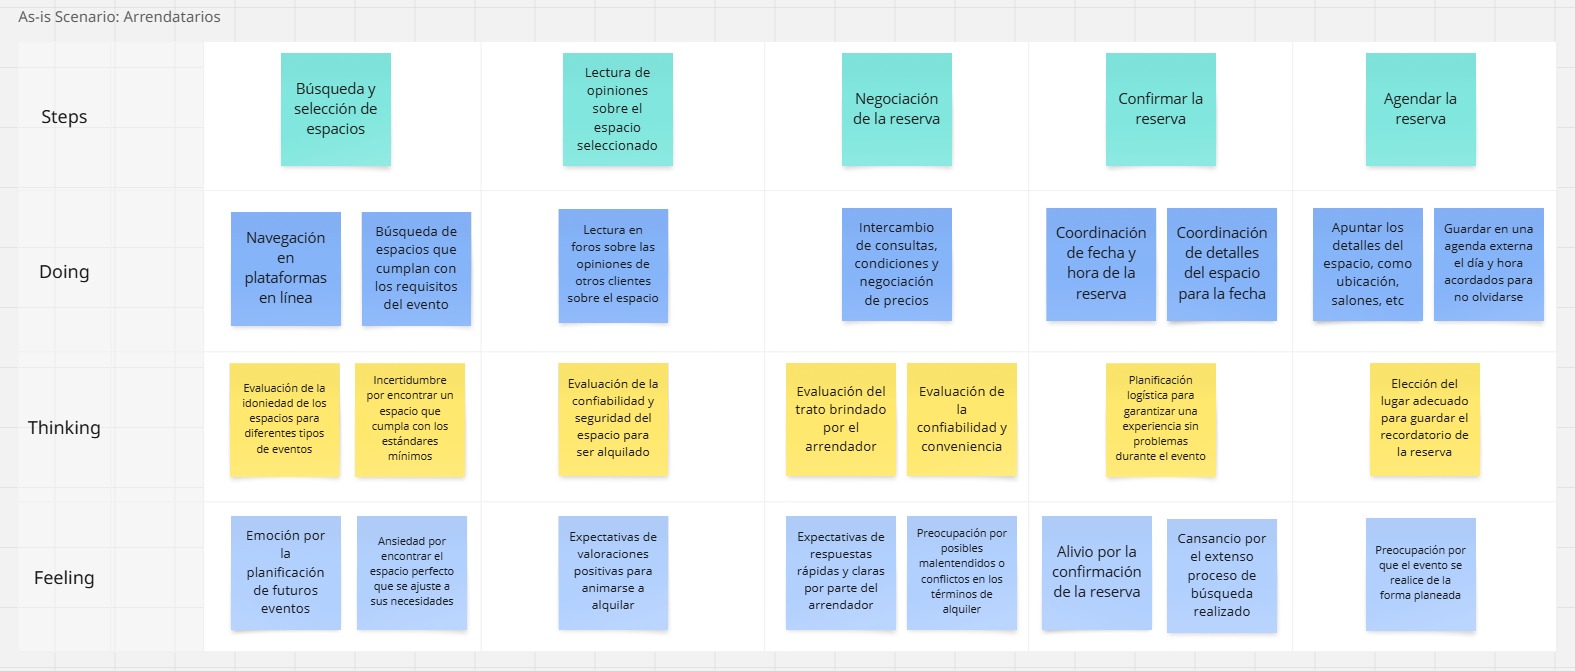 As-is Scenario: Arrendatarios
Steps
Búsqueda y
selección de
espacios
Lectura de
opiniones
sobre el
espacio
seleccionado
Negociación
de la reserva
Confirmar la
reserva
Agendar la
reserva
Doing
Navegación
en
plataformas
en línea
Búsqueda de
espacios que
cumplan con
los requisitos
del evento
Lectura en
foros sobre las
opiniones de
otros clientes
sobre el espacio
Intercambio
de consultas,
condiciones y
negociación
de precios
Coordinación
de fecha y
hora de la
reserva
Coordinación
de detalles
del espacio
para la fecha
Apuntar los
detalles del
espacio, como
ubicación,
salones, etc
Guardar en una
agenda externa
el día y hora
acordados para
no olvidarse
Thinking
Evaluación de la
idoniedad de los
espacios para
diferentes tipos
de eventos
Incertidumbre
por encontrar un
espacio que
cumpla con los
estándares
mínimos
Evaluación de la
confiabilidad y
seguridad del
espacio para
ser alquilado
Evaluación del
trato brindado
por el
arrendador
Evaluación de
la
confiabilidad y
conveniencia
Planificación
logística para
garantizar una
experiencia sin
problemas
durante el evento
Elección del
lugar adecuado
para guardar el
recordatorio de
la reserva
Feeling
Emoción por
la
planificación
de futuros
eventos
Ansiedad por
encontrar el
espacio perfecto
que se ajuste a
sus necesidades
Expectativas de
valoraciones
positivas para
animarse a
alquilar
Expectativas de
respuestas
rápidas y claras
por parte del
arrendador
Preocupación por
posibles
malentendidos o
conflictos en los
términos de
alquiler
Alivio por la
confirmación
de la reserva
Cansancio por
el extenso
proceso de
búsqueda
realizado
Preocupación por
que el evento se
realice de la
forma planeada